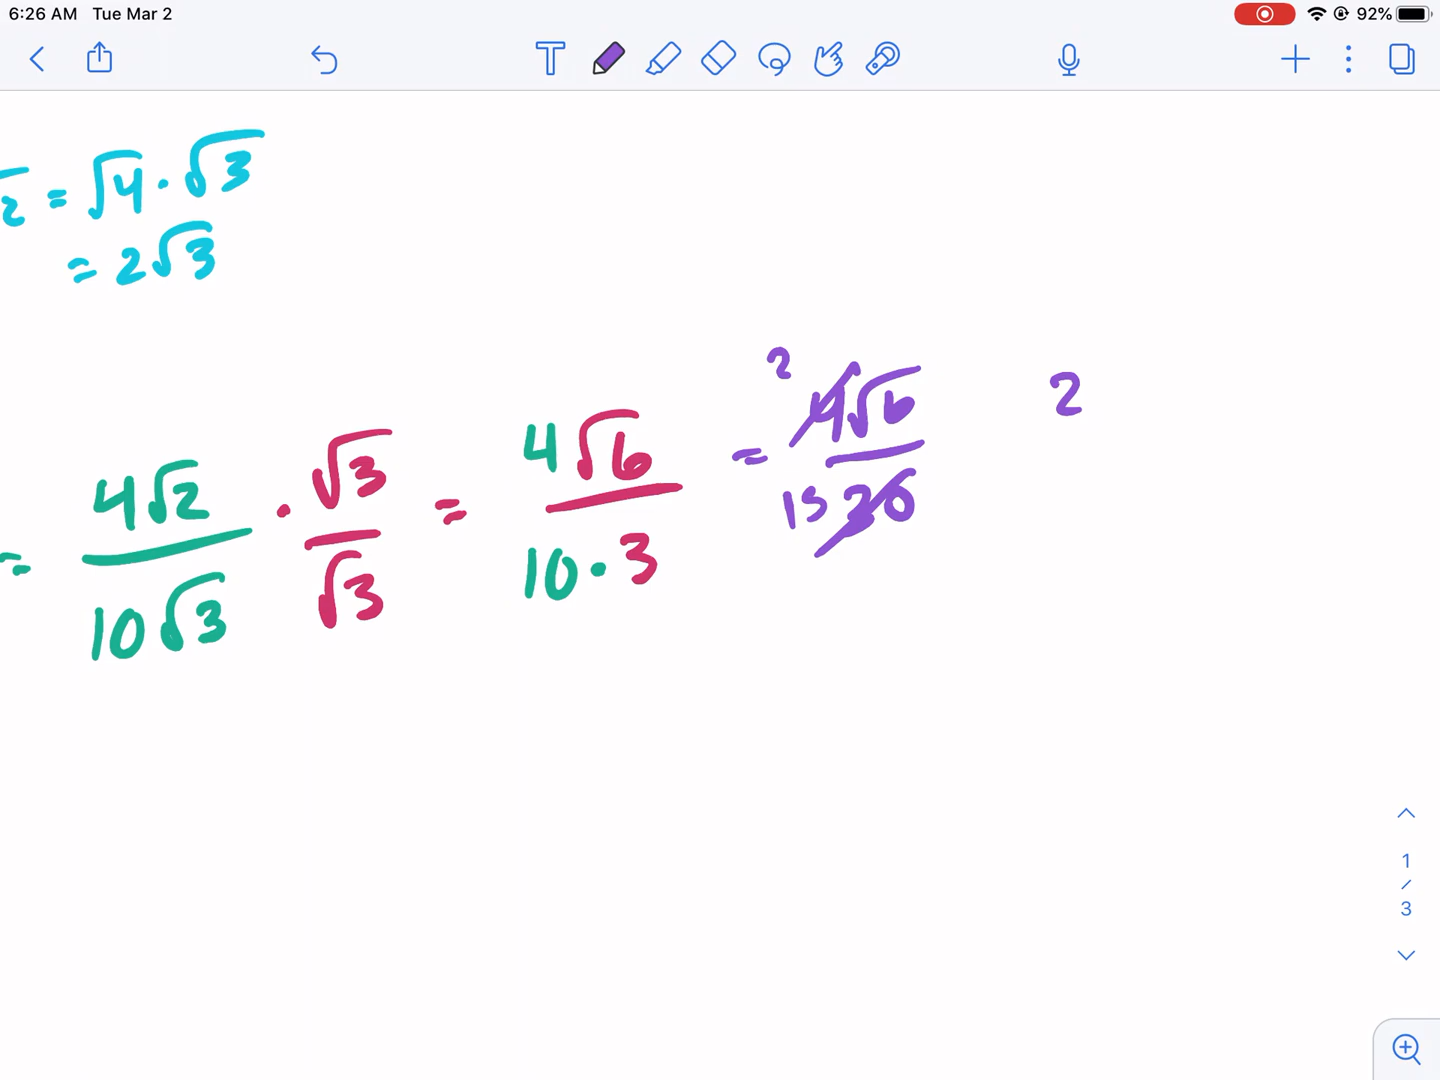 6:26 AM Tue Mar 2 92%
2 = √4 · √3
= 2√3
= 4√2 / 10√3 · √3 / √3 = 4√6 / 10 · 3 = 2 4√6 / 15 30 2
1
/
3